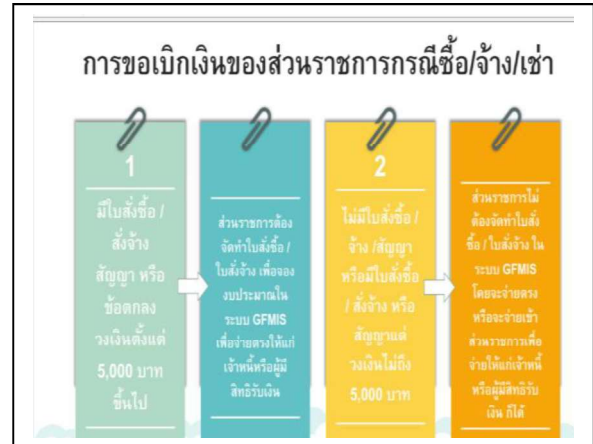 การขอเบิกเงินของส่วนราชการกรณีซื้อ/จ้าง/เช่า
1
มีใบสั่งซื้อ /
สั่งจ้าง
สัญญา หรือ
ข้อตกลง
วงเงินตั้งแต่
5,000 บาท
ขึ้นไป
ส่วนราชการต้อง
จัดทำใบสั่งซื้อ /
ใบสั่งจ้าง เพื่อจอง
งบประมาณใน
ระบบ GFMIS
เพื่อจ่ายตรงให้แก่
เจ้าหนี้หรือผู้มี
สิทธิรับเงิน
2
ไม่มีใบสั่งซื้อ /
จ้าง /สัญญา
หรือมีใบสั่งซื้อ
/ สั่งจ้าง หรือ
สัญญาแต่
วงเงินไม่ถึง
5,000 บาท
ส่วนราชการไม่
ต้องจัดทำใบสั่ง
ซื้อ / ใบสั่งจ้าง ใน
ระบบ GFMIS
โดยจะจ่ายตรง
หรือจะจ่ายเข้า
ส่วนราชการเพื่อ
จ่ายให้แก่เจ้าหนี้
หรือผู้มีสิทธิรับ
เงิน ก็ได้